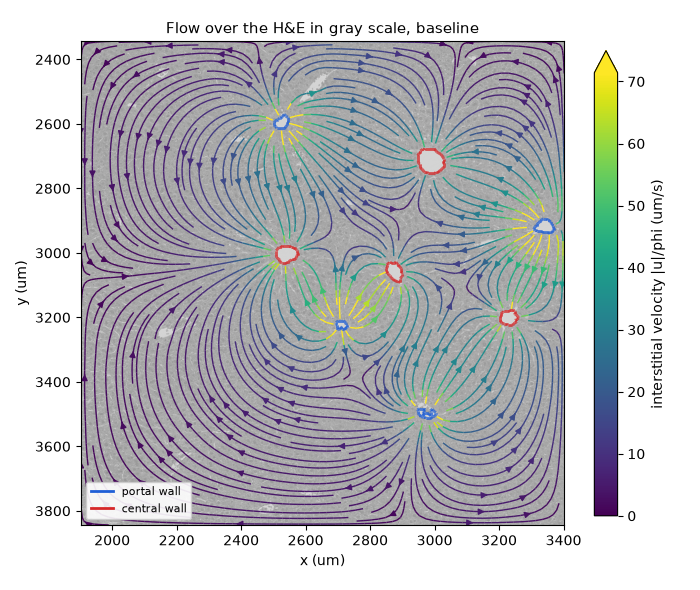 Flow over the H&E in gray scale, baseline
2400
2600
2800
3000
3200
3400
3600
3800
y (um)
2000 2200 2400 2600 2800 3000 3200 3400
x (um)
portal wall
central wall
70
60
50
40
30
20
10
0
interstitial velocity |u|/phi (um/s)